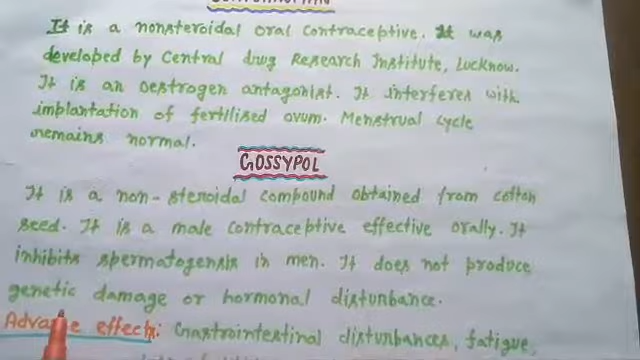 It is a nonsteroidal oral contraceptive. It was
developed by Central drug Research Institute, Lucknow.
It is an oestrogen antagonist. It interferes with
implantation of fertilised ovum. Menstrual cycle
remains normal.
GOSSYPOL
It is a non-steroidal compound obtained from cotton
seed. It is a male contraceptive effective orally. It
inhibits spermatogensis in men. It does not produce
genetic damage or hormonal disturbance.
effects: Gastrointestinal disturbances, fatigue,